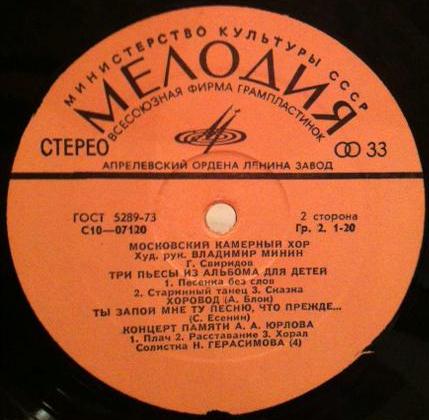 МИНИСТЕРСТВО КУЛЬТУРЫ СССР
МЕЛОДИЯ
ВСЕСОЮЗНАЯ ФИРМА ГРАМПЛАСТИНОК
СТЕРЕО 33
АПРЕЛЕВСКИЙ ОРДЕНА ЛЕНИНА ЗАВОД
ГОСТ 5289-73 2 сторона
С10—07120 Гр. 2. 1-20
МОСКОВСКИЙ КАМЕРНЫЙ ХОР
Худ. рук. ВЛАДИМИР МИНИН
Г. Свиридов
ТРИ ПЬЕСЫ ИЗ АЛЬБОМА ДЛЯ ДЕТЕЙ
1. Песенка без слов
2. Старинный танец 3. Сказка
ХОРОВОД (А. Блок)
ТЫ ЗАПОЙ МНЕ ТУ ПЕСНЮ, ЧТО ПРЕЖДЕ...
(С. Есенин)
КОНЦЕРТ ПАМЯТИ А. А. ЮРЛОВА
1. Плач 2. Расставание 3. Хорал
Солистка Н. ГЕРАСИМОВА (4)